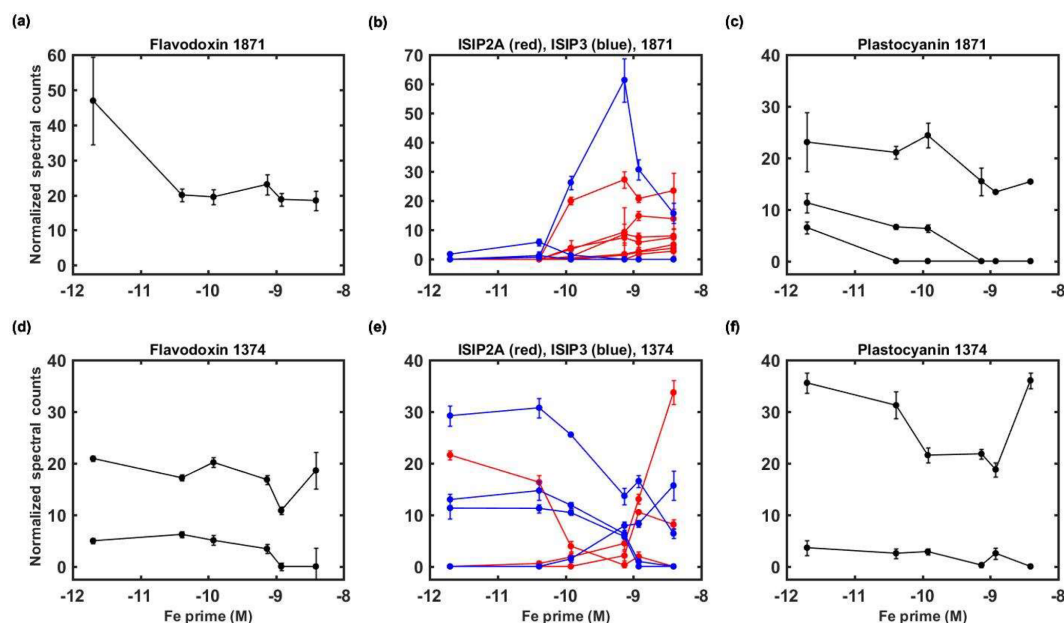 (a)
Flavodoxin 1871
60
50
40
30
20
10
0
-12 -11 -10 -9 -8
Normalized spectral counts
(b)
ISIP2A (red), ISIP3 (blue), 1871
70
60
50
40
30
20
10
0
-12 -11 -10 -9 -8
(c)
Plastocyanin 1871
40
30
20
10
0
-12 -11 -10 -9 -8
(d)
Flavodoxin 1374
40
30
20
10
0
-12 -11 -10 -9 -8
Normalized spectral counts
Fe prime (M)
(e)
ISIP2A (red), ISIP3 (blue), 1374
40
30
20
10
0
-12 -11 -10 -9 -8
Fe prime (M)
(f)
Plastocyanin 1374
40
30
20
10
0
-12 -11 -10 -9 -8
Fe prime (M)